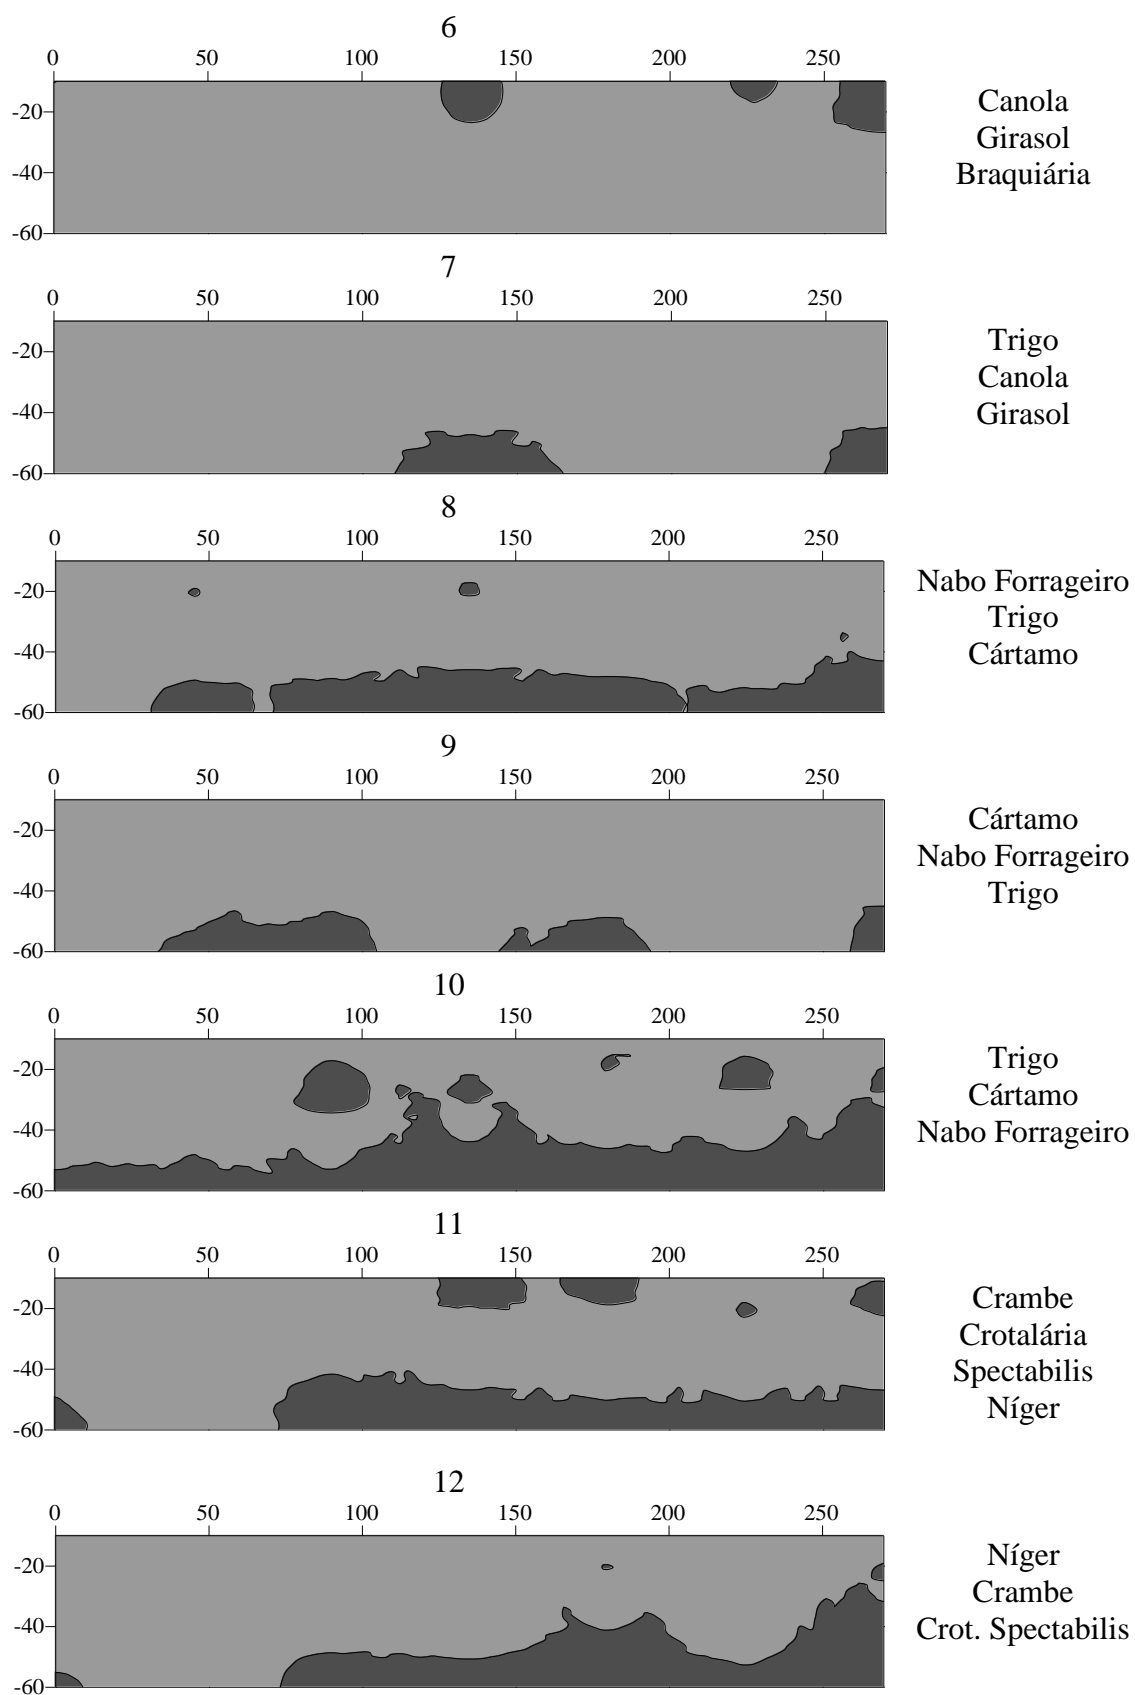 6
0 50 100 150 200 250
-20
-40
-60
Canola
Girasol
Braquiária
7
0 50 100 150 200 250
-20
-40
-60
Trigo
Canola
Girasol
8
0 50 100 150 200 250
-20
-40
-60
Nabo Forrageiro
Trigo
Cártamo
9
0 50 100 150 200 250
-20
-40
-60
Cártamo
Nabo Forrageiro
Trigo
10
0 50 100 150 200 250
-20
-40
-60
Trigo
Cártamo
Nabo Forrageiro
11
0 50 100 150 200 250
-20
-40
-60
Crambe
Crotalária
Spectabilis
Níger
12
0 50 100 150 200 250
-20
-40
-60
Níger
Crambe
Crot. Spectabilis